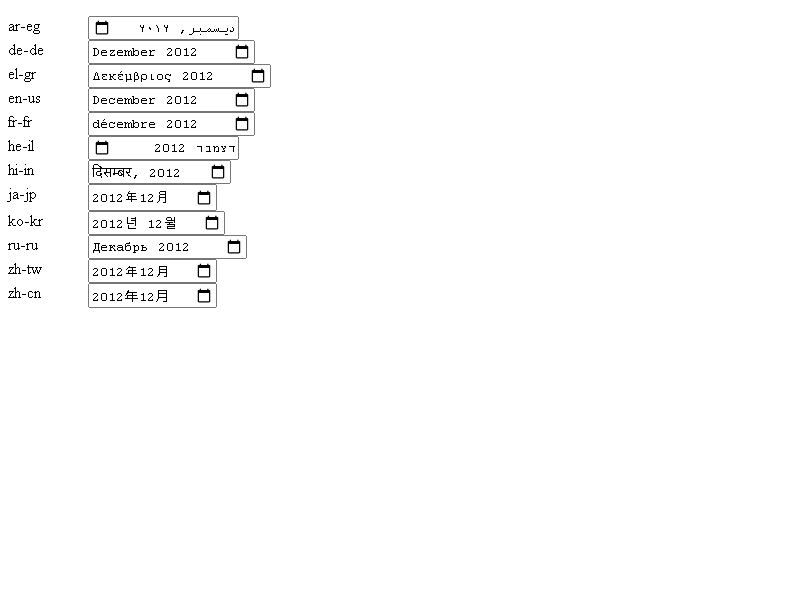 ar-eg ديسمبر, ٢٠١٢
de-de Dezember 2012
el-gr Δεκέμβριος 2012
en-us December 2012
fr-fr décembre 2012
he-il דצמבר 2012
hi-in दिसम्बर, 2012
ja-jp 2012年12月
ko-kr 2012년 12월
ru-ru Декабрь 2012
zh-tw 2012年12月
zh-cn 2012年12月